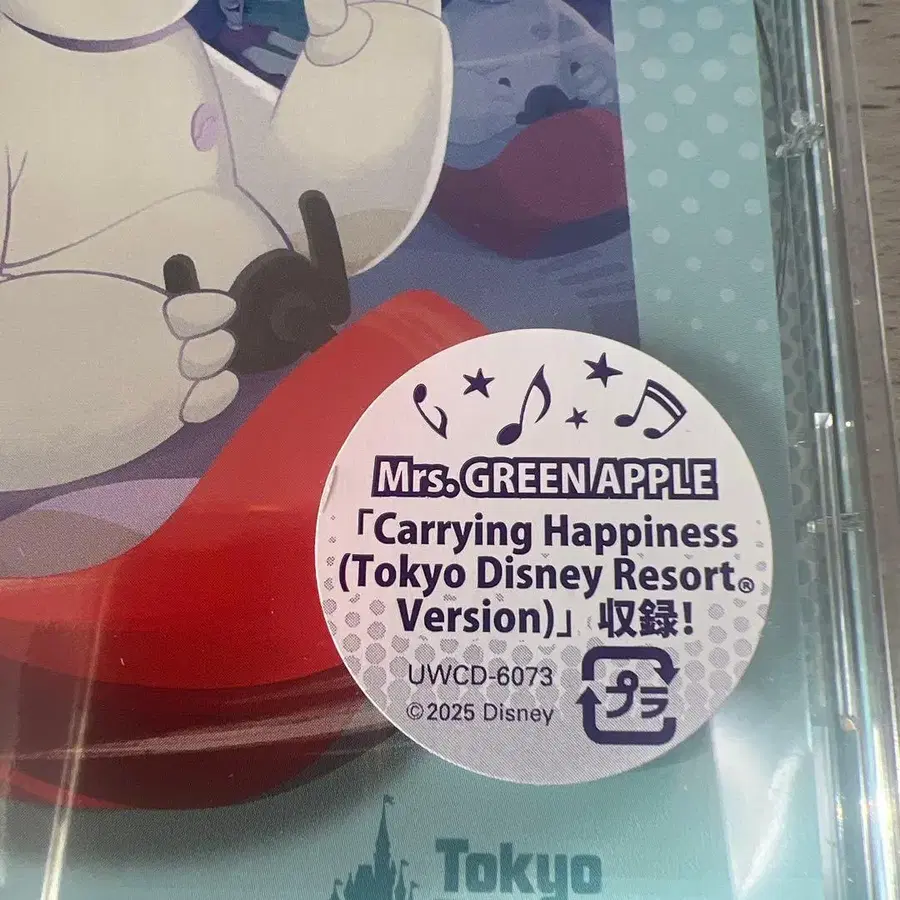 Mrs. GREEN APPLE
「Carrying Happiness
(Tokyo Disney Resort®
Version)」収録!
UWCD-6073
©2025 Disney
プラ
Tokyo